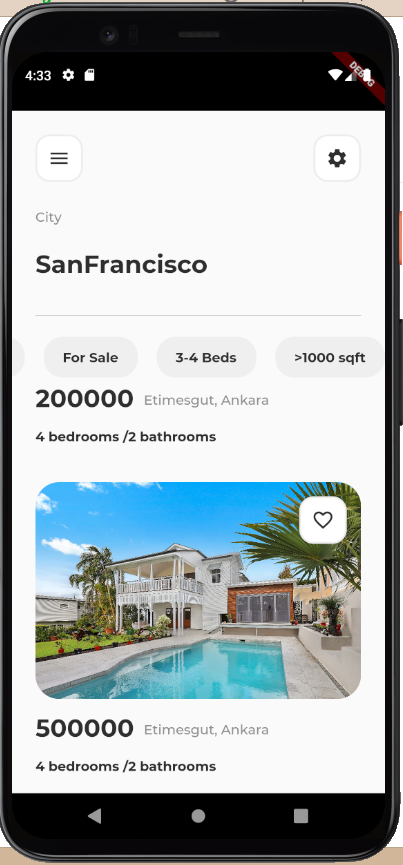 4:33
DEBUG
City
SanFrancisco
For Sale 3-4 Beds >1000 sqft
200000 Etimesgut, Ankara
4 bedrooms /2 bathrooms
500000 Etimesgut, Ankara
4 bedrooms /2 bathrooms